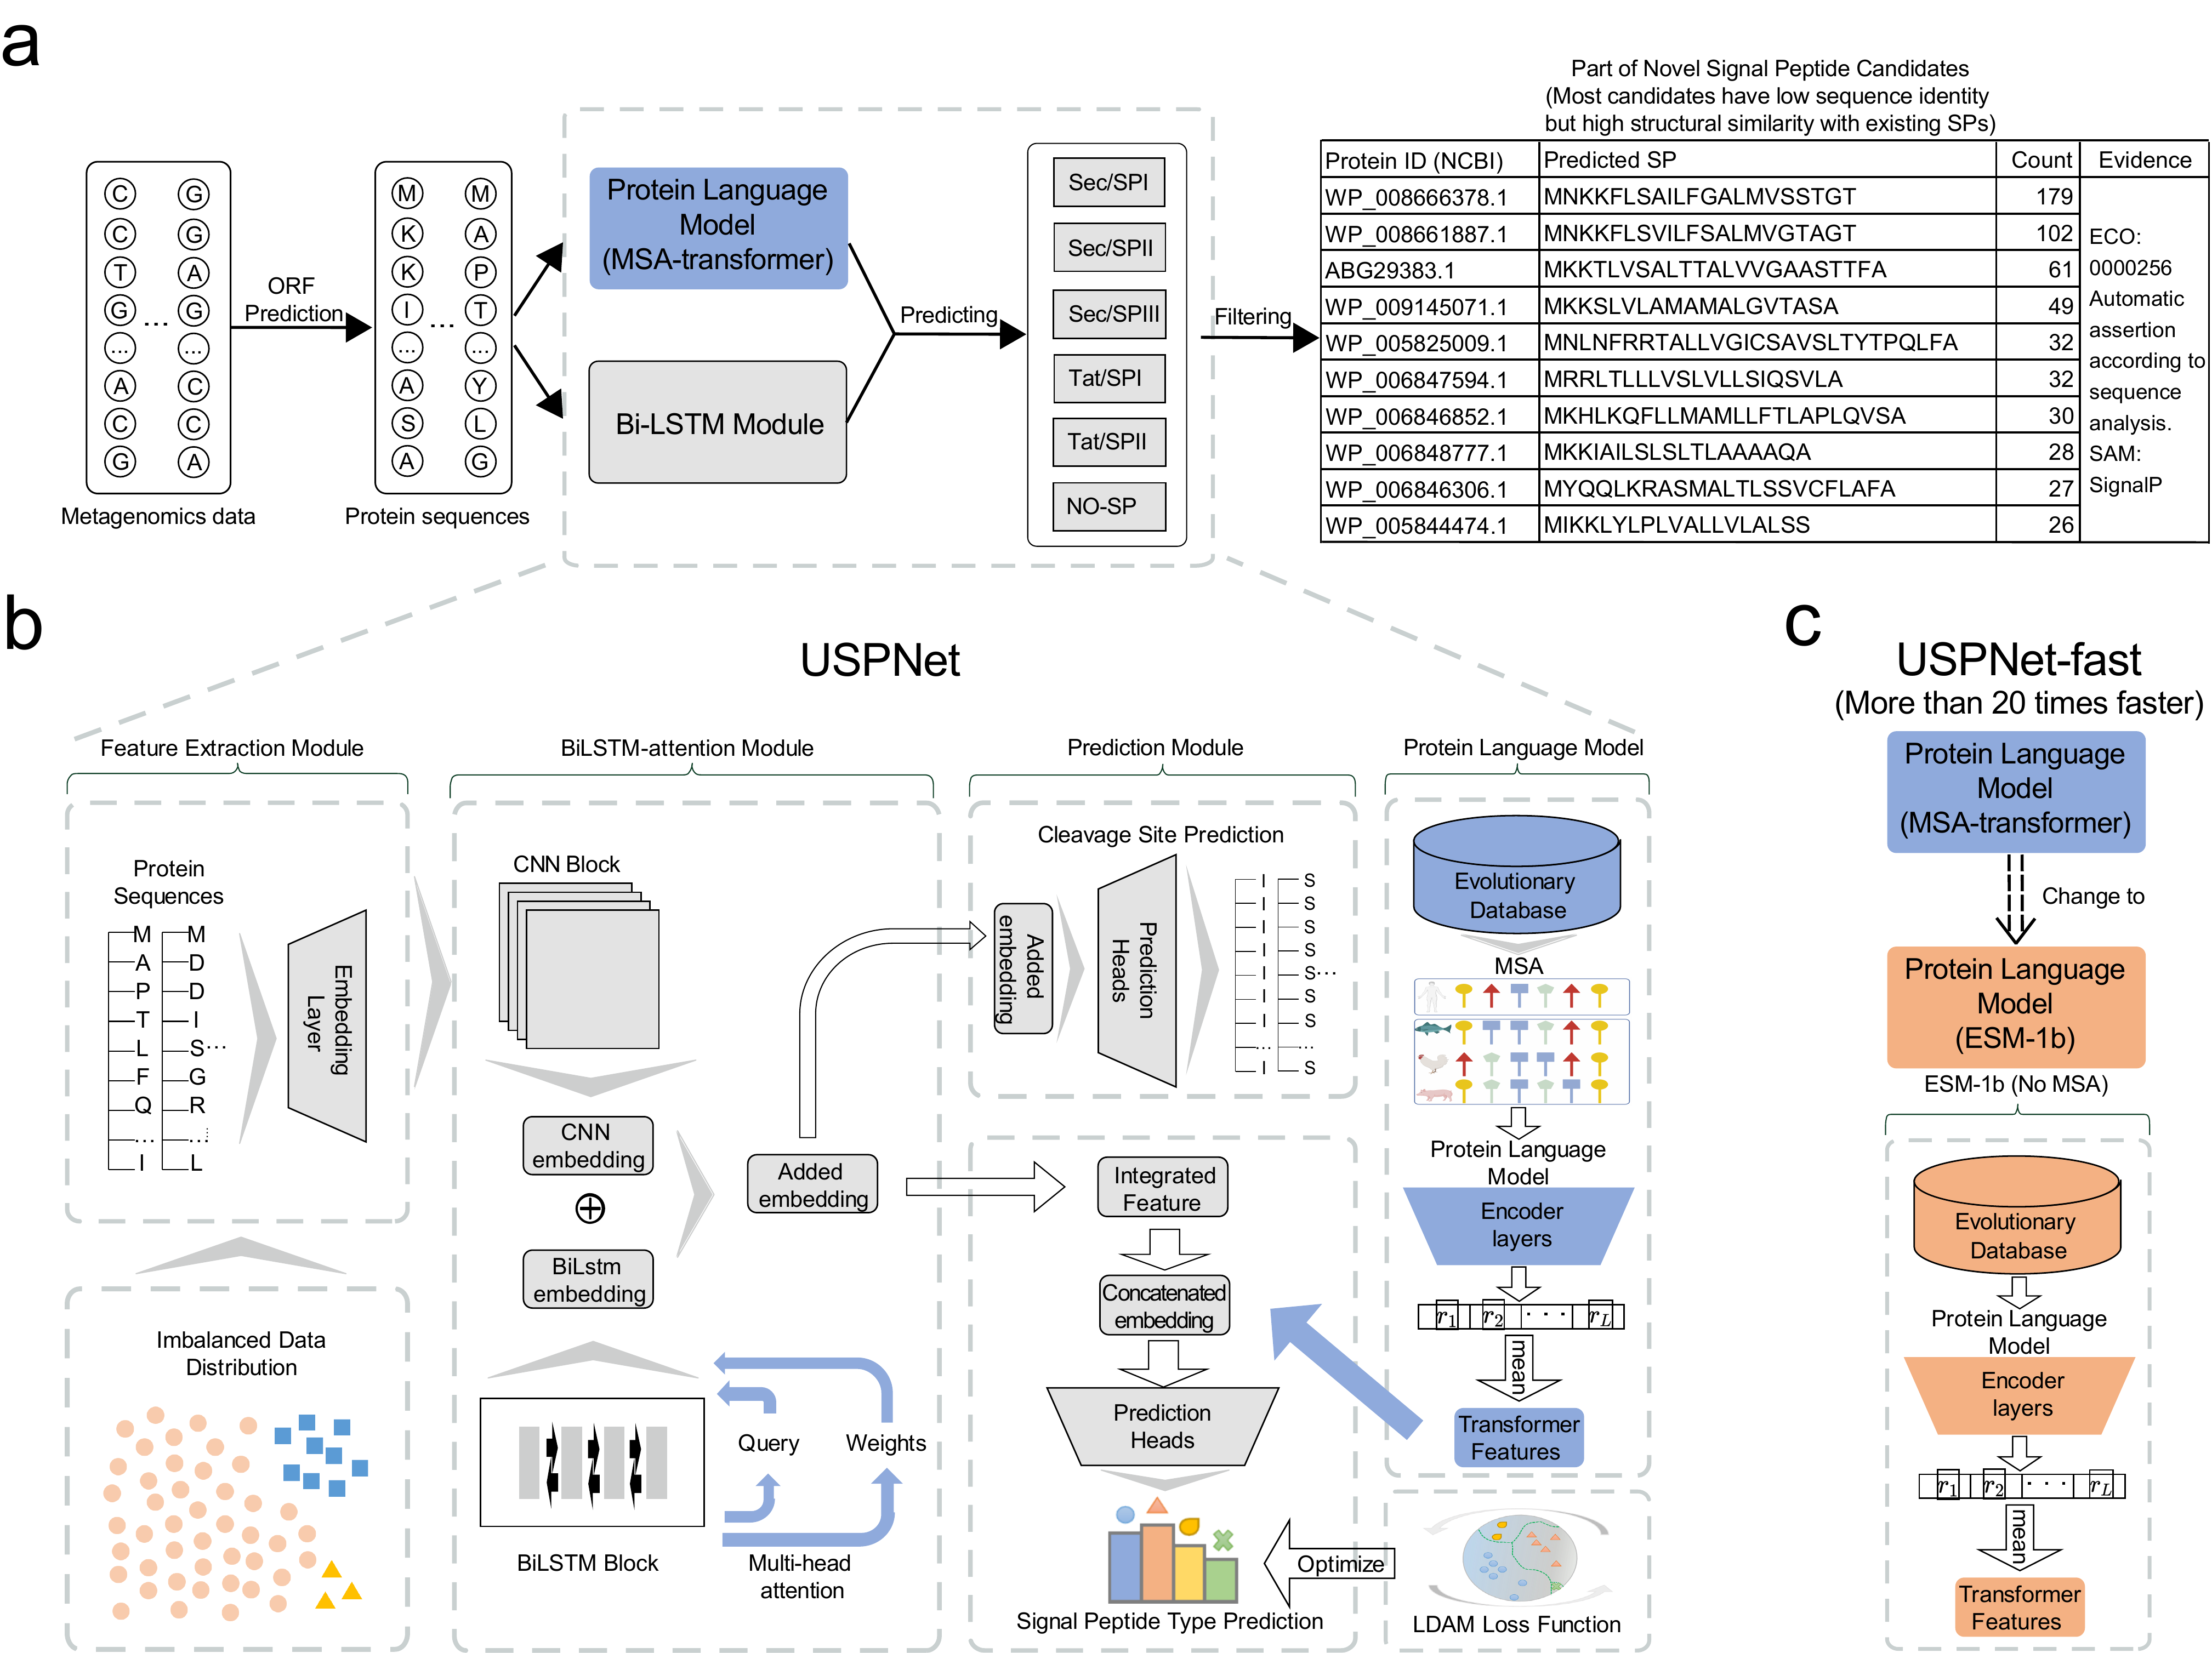 a
C G
C G
T A
G ... G
... ...
A C
C C
G A
Metagenomics data
ORF
Prediction
M M
K A
K P
I ... T
... ...
A Y
S L
A G
Protein sequences
Protein Language
Model
(MSA-transformer)
Bi-LSTM Module
Predicting
Sec/SPI
Sec/SPII
Sec/SPIII
Tat/SPI
Tat/SPII
NO-SP
Filtering
Part of Novel Signal Peptide Candidates
(Most candidates have low sequence identity
but high structural similarity with existing SPs)
Protein ID (NCBI) Predicted SP Count Evidence
WP_008666378.1 MNKKFLSAILFGALMVSSTGT 179
WP_008661887.1 MNKKFLSVILFSALMVGTAGT 102
ABG29383.1 MKKTLVSALTTALVVGAASTTFA 61
WP_009145071.1 MKKSLVLAMAMALGVTASA 49
WP_005825009.1 MNLNFRRTALLVGICSAVSLTYTPQLFA 32
WP_006847594.1 MRRLTLLLVSLVLLSIQSVLA 32
WP_006846852.1 MKHLKQFLLMAMLLFTLAPLQVSA 30
WP_006848777.1 MKKIAILSLSLTLAAAAQA 28
WP_006846306.1 MYQQLKRASMALTLSSVCFLAFA 27
WP_005844474.1 MIKKLYLPLVALLVLALSS 26
ECO:
0000256
Automatic
assertion
according to
sequence
analysis.
SAM:
SignalP
b
USPNet
Feature Extraction Module
Protein
Sequences
M M
A D
P D
T I
L S...
F G
Q R
... ...
I L
Embedding
Layer
Imbalanced Data
Distribution
BiLSTM-attention Module
CNN Block
CNN
embedding
⊕
BiLstm
embedding
Added
embedding
Query
Weights
BiLSTM Block
Multi-head
attention
Prediction Module
Cleavage Site Prediction
Added
embedding
Prediction
Heads
I S
I S
I S
I S
I S...
I S
I S
... ...
I S
Integrated
Feature
Concatenated
embedding
Prediction
Heads
Signal Peptide Type Prediction
Protein Language Model
Evolutionary
Database
MSA
Protein Language
Model
Encoder
layers
r1 r2 · · · rL
mean
Transformer
Features
Optimize
LDAM Loss Function
c
USPNet-fast
(More than 20 times faster)
Protein Language
Model
(MSA-transformer)
Change to
Protein Language
Model
(ESM-1b)
ESM-1b (No MSA)
Evolutionary
Database
Protein Language
Model
Encoder
layers
r1 r2 · · · rL
mean
Transformer
Features